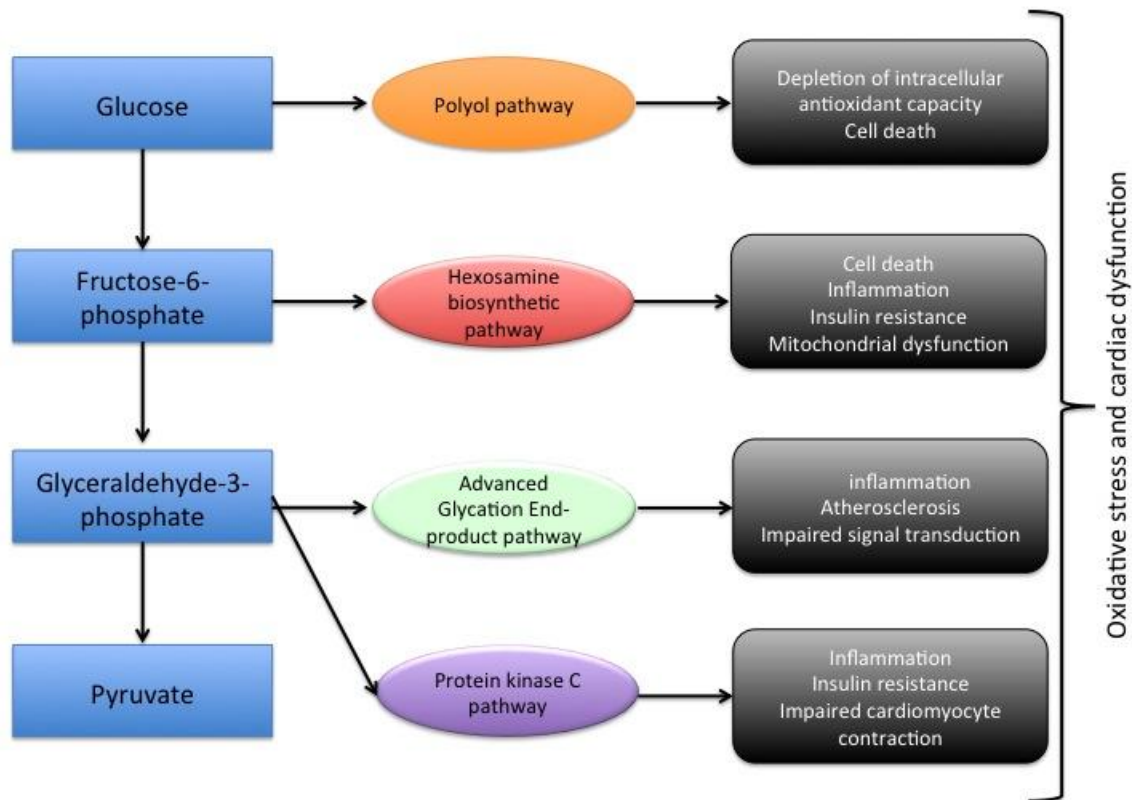 Glucose
Polyol pathway
Depletion of intracellular
antioxidant capacity
Cell death
Fructose-6-
phosphate
Hexosamine
biosynthetic
pathway
Cell death
Inflammation
Insulin resistance
Mitochondrial dysfunction
Glyceraldehyde-3-
phosphate
Advanced
Glycation End-
product pathway
inflammation
Atherosclerosis
Impaired signal transduction
Pyruvate
Protein kinase C
pathway
Inflammation
Insulin resistance
Impaired cardiomyocyte
contraction
Oxidative stress and cardiac dysfunction